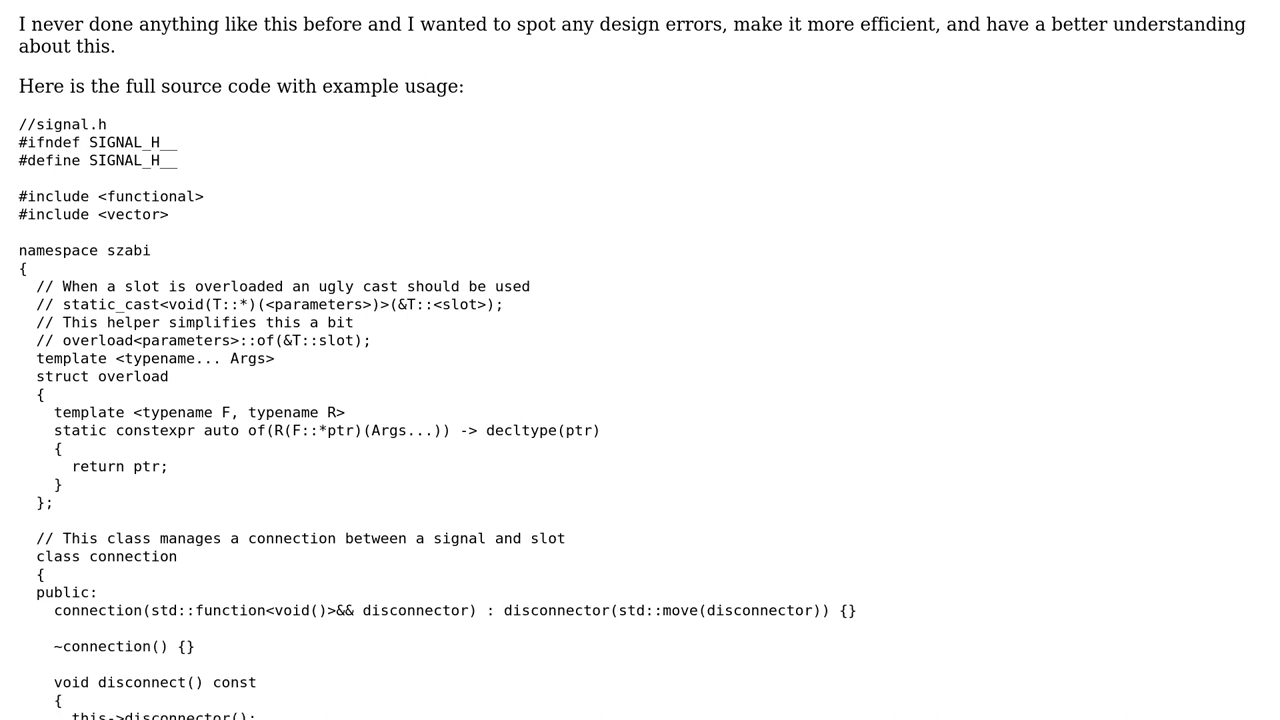 I never done anything like this before and I wanted to spot any design errors, make it more efficient, and have a better understanding
about this.
Here is the full source code with example usage:
//signal.h
#ifndef SIGNAL_H__
#define SIGNAL_H__
#include <functional>
#include <vector>
namespace szabi
{
// When a slot is overloaded an ugly cast should be used
// static_cast<void(T::*)(<parameters>)>(&T::<slot>);
// This helper simplifies this a bit
// overload<parameters>::of(&T::slot);
template <typename... Args>
struct overload
{
template <typename F, typename R>
static constexpr auto of(R(F::*ptr)(Args...)) -> decltype(ptr)
{
return ptr;
}
};
// This class manages a connection between a signal and slot
class connection
{
public:
connection(std::function<void()>&& disconnector) : disconnector(std::move(disconnector)) {}
~connection() {}
void disconnect() const
{
this->disconnector();